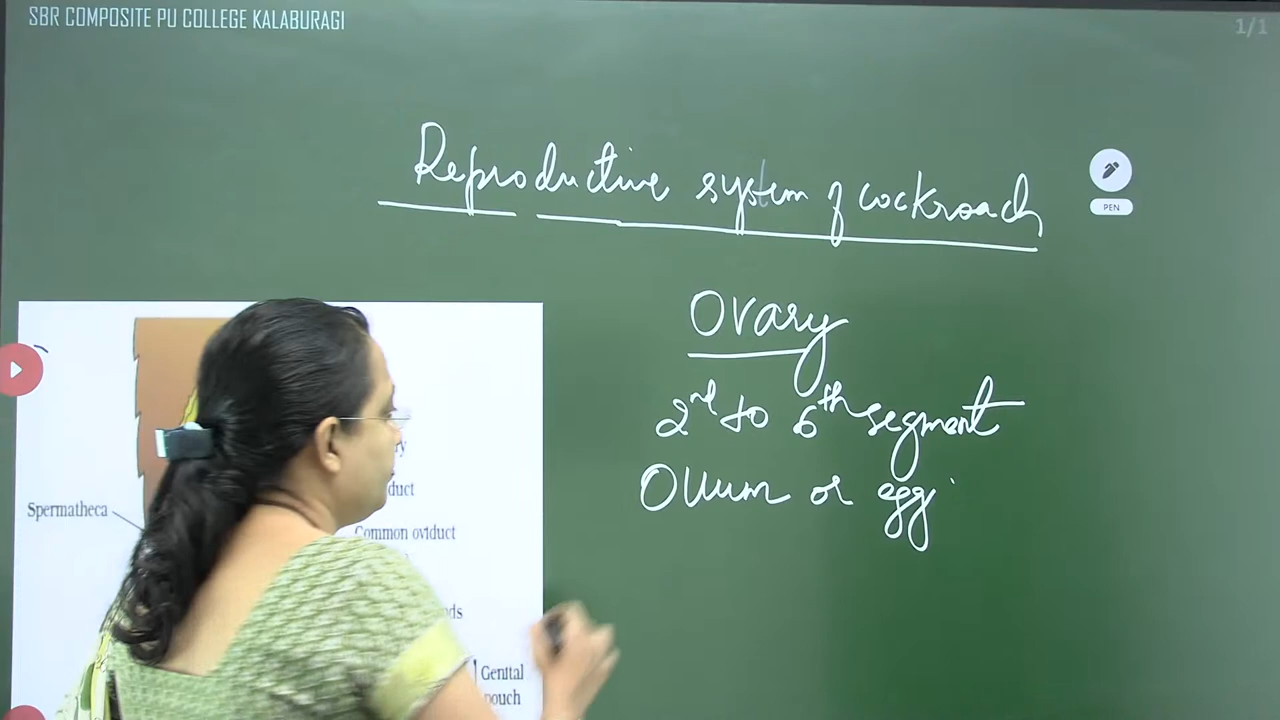 SBR COMPOSITE PU COLLEGE KALABURAGI
1/1
Reproductive system of cockroach
PEN
Ovary
2nd to 6th segment
Ovum or egg
Spermatheca
duct
Common oviduct
Genital
pouch